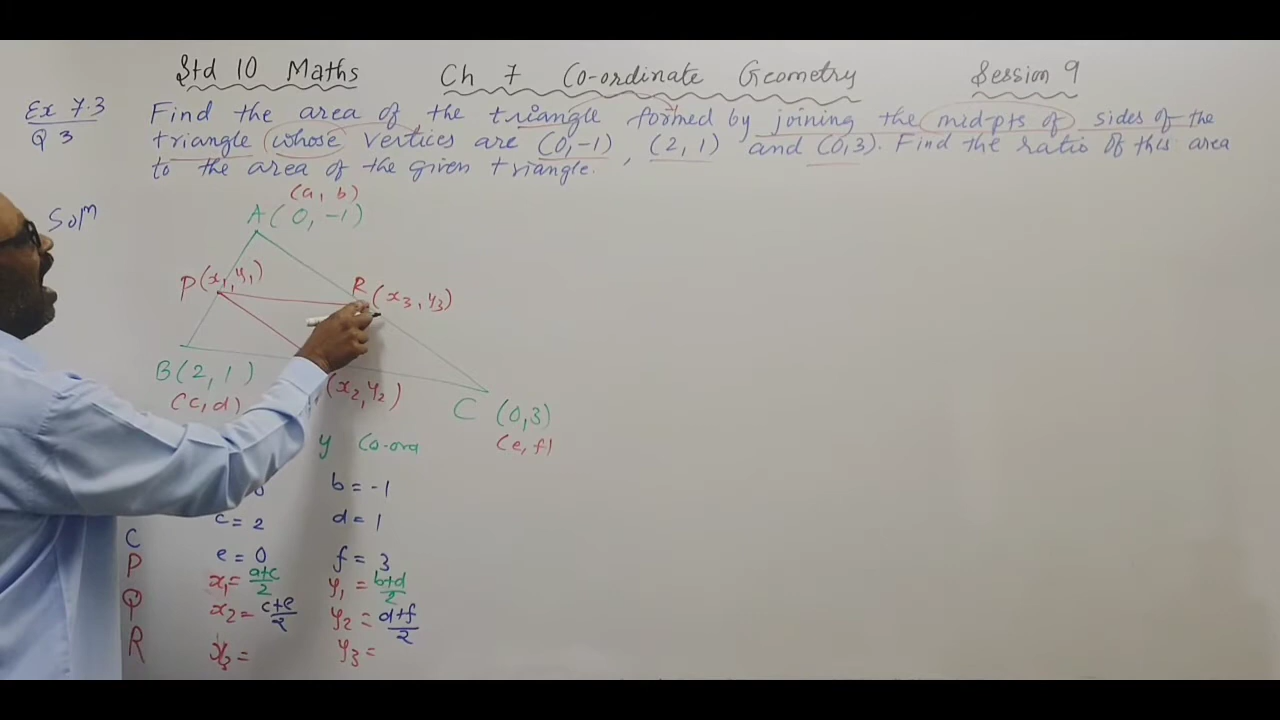 Std 10 Maths Ch 7 Co-ordinate Geometry Session 9
Ex 7.3 Find the area of the triangle formed by joining the mid-pts of sides of the
Q 3 triangle whose vertices are (0,-1), (2,1) and (0,3). Find the ratio of this area
to the area of the given triangle.
(a, b)
Solⁿ A(0, -1)
P(x₁, y₁)
R(x₃, y₃)
B(2, 1) (x₂, y₂)
(c, d) C (0,3)
y Co-ord (e, f)
b = -1
c = 2 d = 1
C
e = 0 f = 3
P x₁ = a+c/2 y₁ = b+d/2
Q x₂ = c+e/2 y₂ = d+f/2
R x₃ = y₃ =